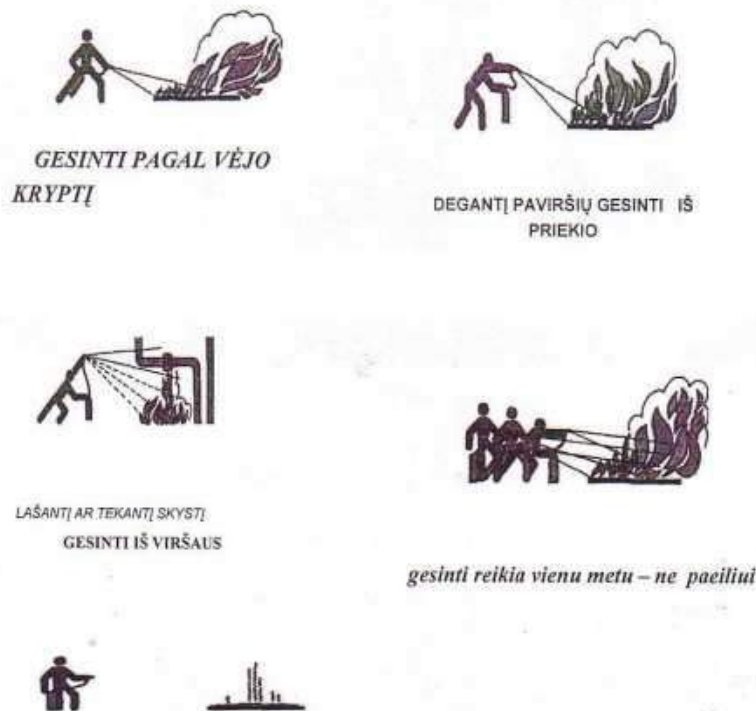 GESINTI PAGAL VĖJO
KRYPTĮ
DEGANTĮ PAVIRŠIŲ GESINTI IŠ
PRIEKIO
LAŠANTĮ AR TEKANTĮ SKYSTĮ
GESINTI IŠ VIRŠAUS
gesinti reikia vienu metu – ne paeiliui